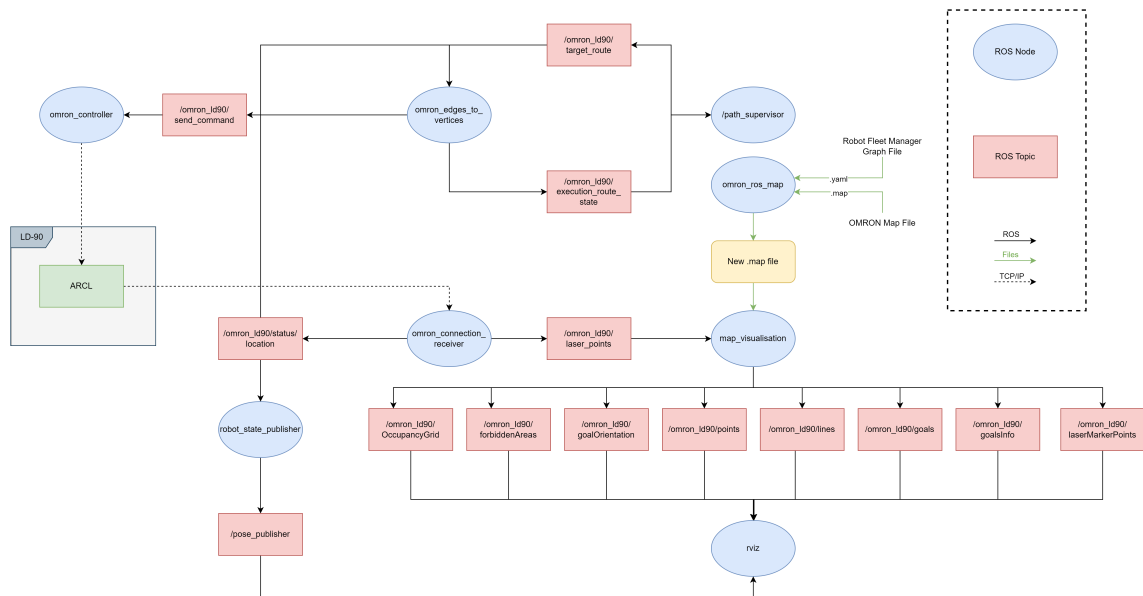 /omron_ld90/
target_route
ROS Node
omron_controller
/omron_ld90/
send_command
omron_edges_to_
vertices
/path_supervisor
Robot Fleet Manager
Graph File
ROS Topic
/omron_ld90/
execution_route_
state
omron_ros_map
.yaml
.map
OMRON Map File
LD-90
ROS
Files
TCP/IP
ARCL
New .map file
/omron_ld90/status/
location
omron_connection_
receiver
/omron_ld90/
laser_points
map_visualisation
robot_state_publisher
/omron_ld90/
OccupancyGrid
/omron_ld90/
forbiddenAreas
/omron_ld90/
goalOrientation
/omron_ld90/points
/omron_ld90/lines
/omron_ld90/goals
/omron_ld90/
goalsInfo
/omron_ld90/
laserMarkerPoints
/pose_publisher
rviz